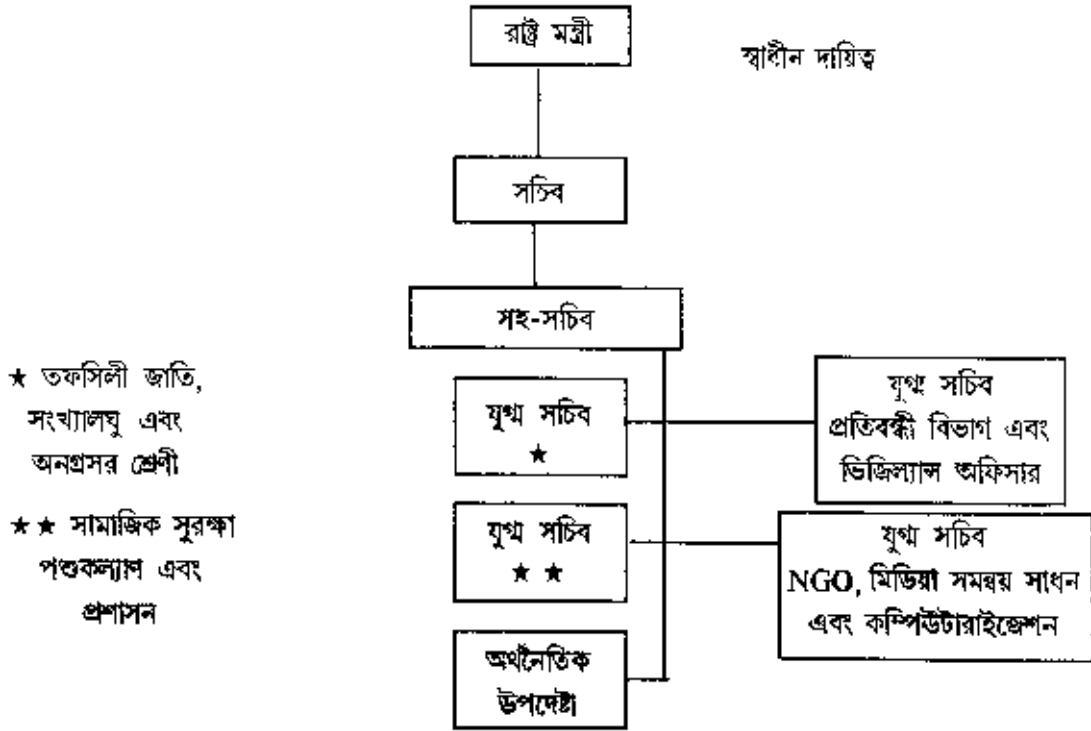 রাষ্ট্র মন্ত্রী
স্বাধীন দায়িত্ব
সচিব
সহ-সচিব
★ তফসিলী জাতি,
সংখ্যালঘু এবং
অনগ্রসর শ্রেণী
★★ সামাজিক সুরক্ষা
পশুকল্যাণ এবং
প্রশাসন
যুগ্ম সচিব
★
যুগ্ম সচিব
প্রতিবন্ধী বিভাগ এবং
ভিজিল্যান্স অফিসার
যুগ্ম সচিব
★ ★
যুগ্ম সচিব
NGO, মিডিয়া সমন্বয় সাধন
এবং কম্পিউটারাইজেশন
অর্থনৈতিক
উপদেষ্টা